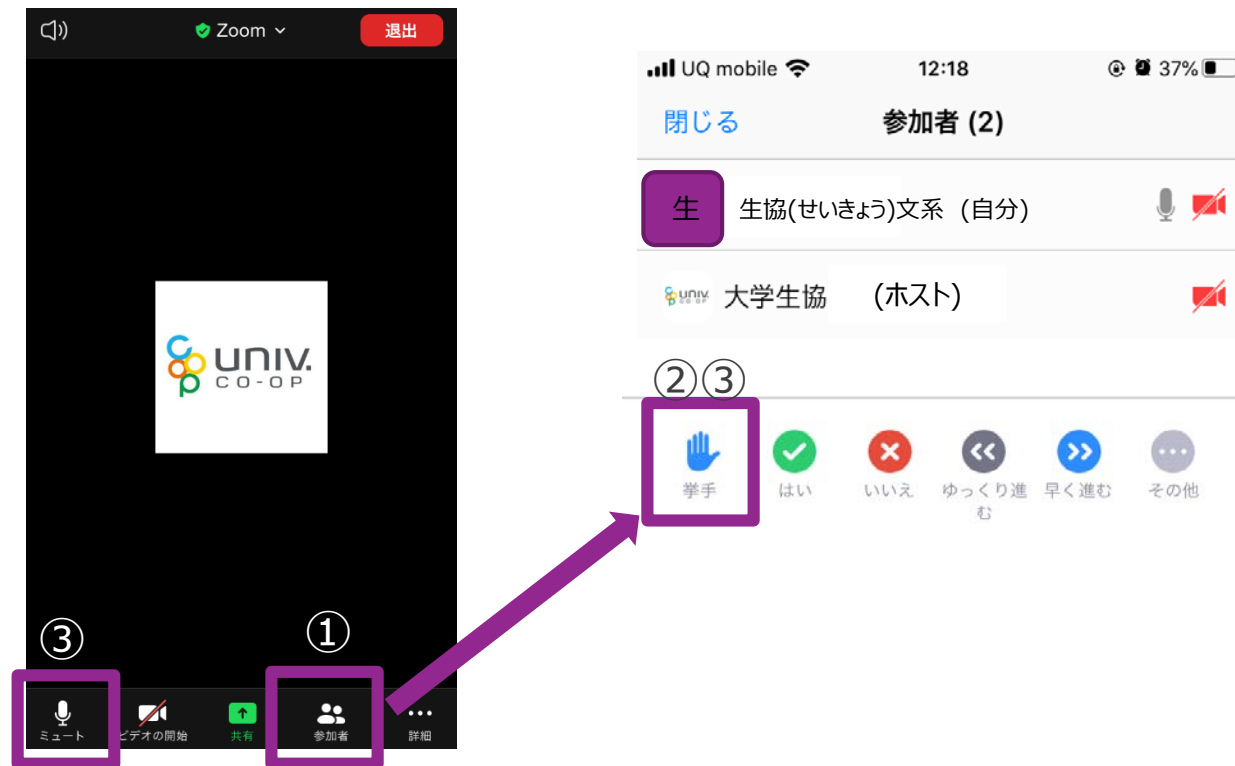 Zoom
退出
univ.
CO-OP
③
①
ミュート
ビデオの開始
共有
参加者
詳細
UQ mobile
12:18
37%
閉じる
参加者 (2)
生
生協(せいきょう)文系 (自分)
univ.
CO-OP
大学生協 (ホスト)
②③
挙手
はい
いいえ
ゆっくり進
む
早く進む
その他